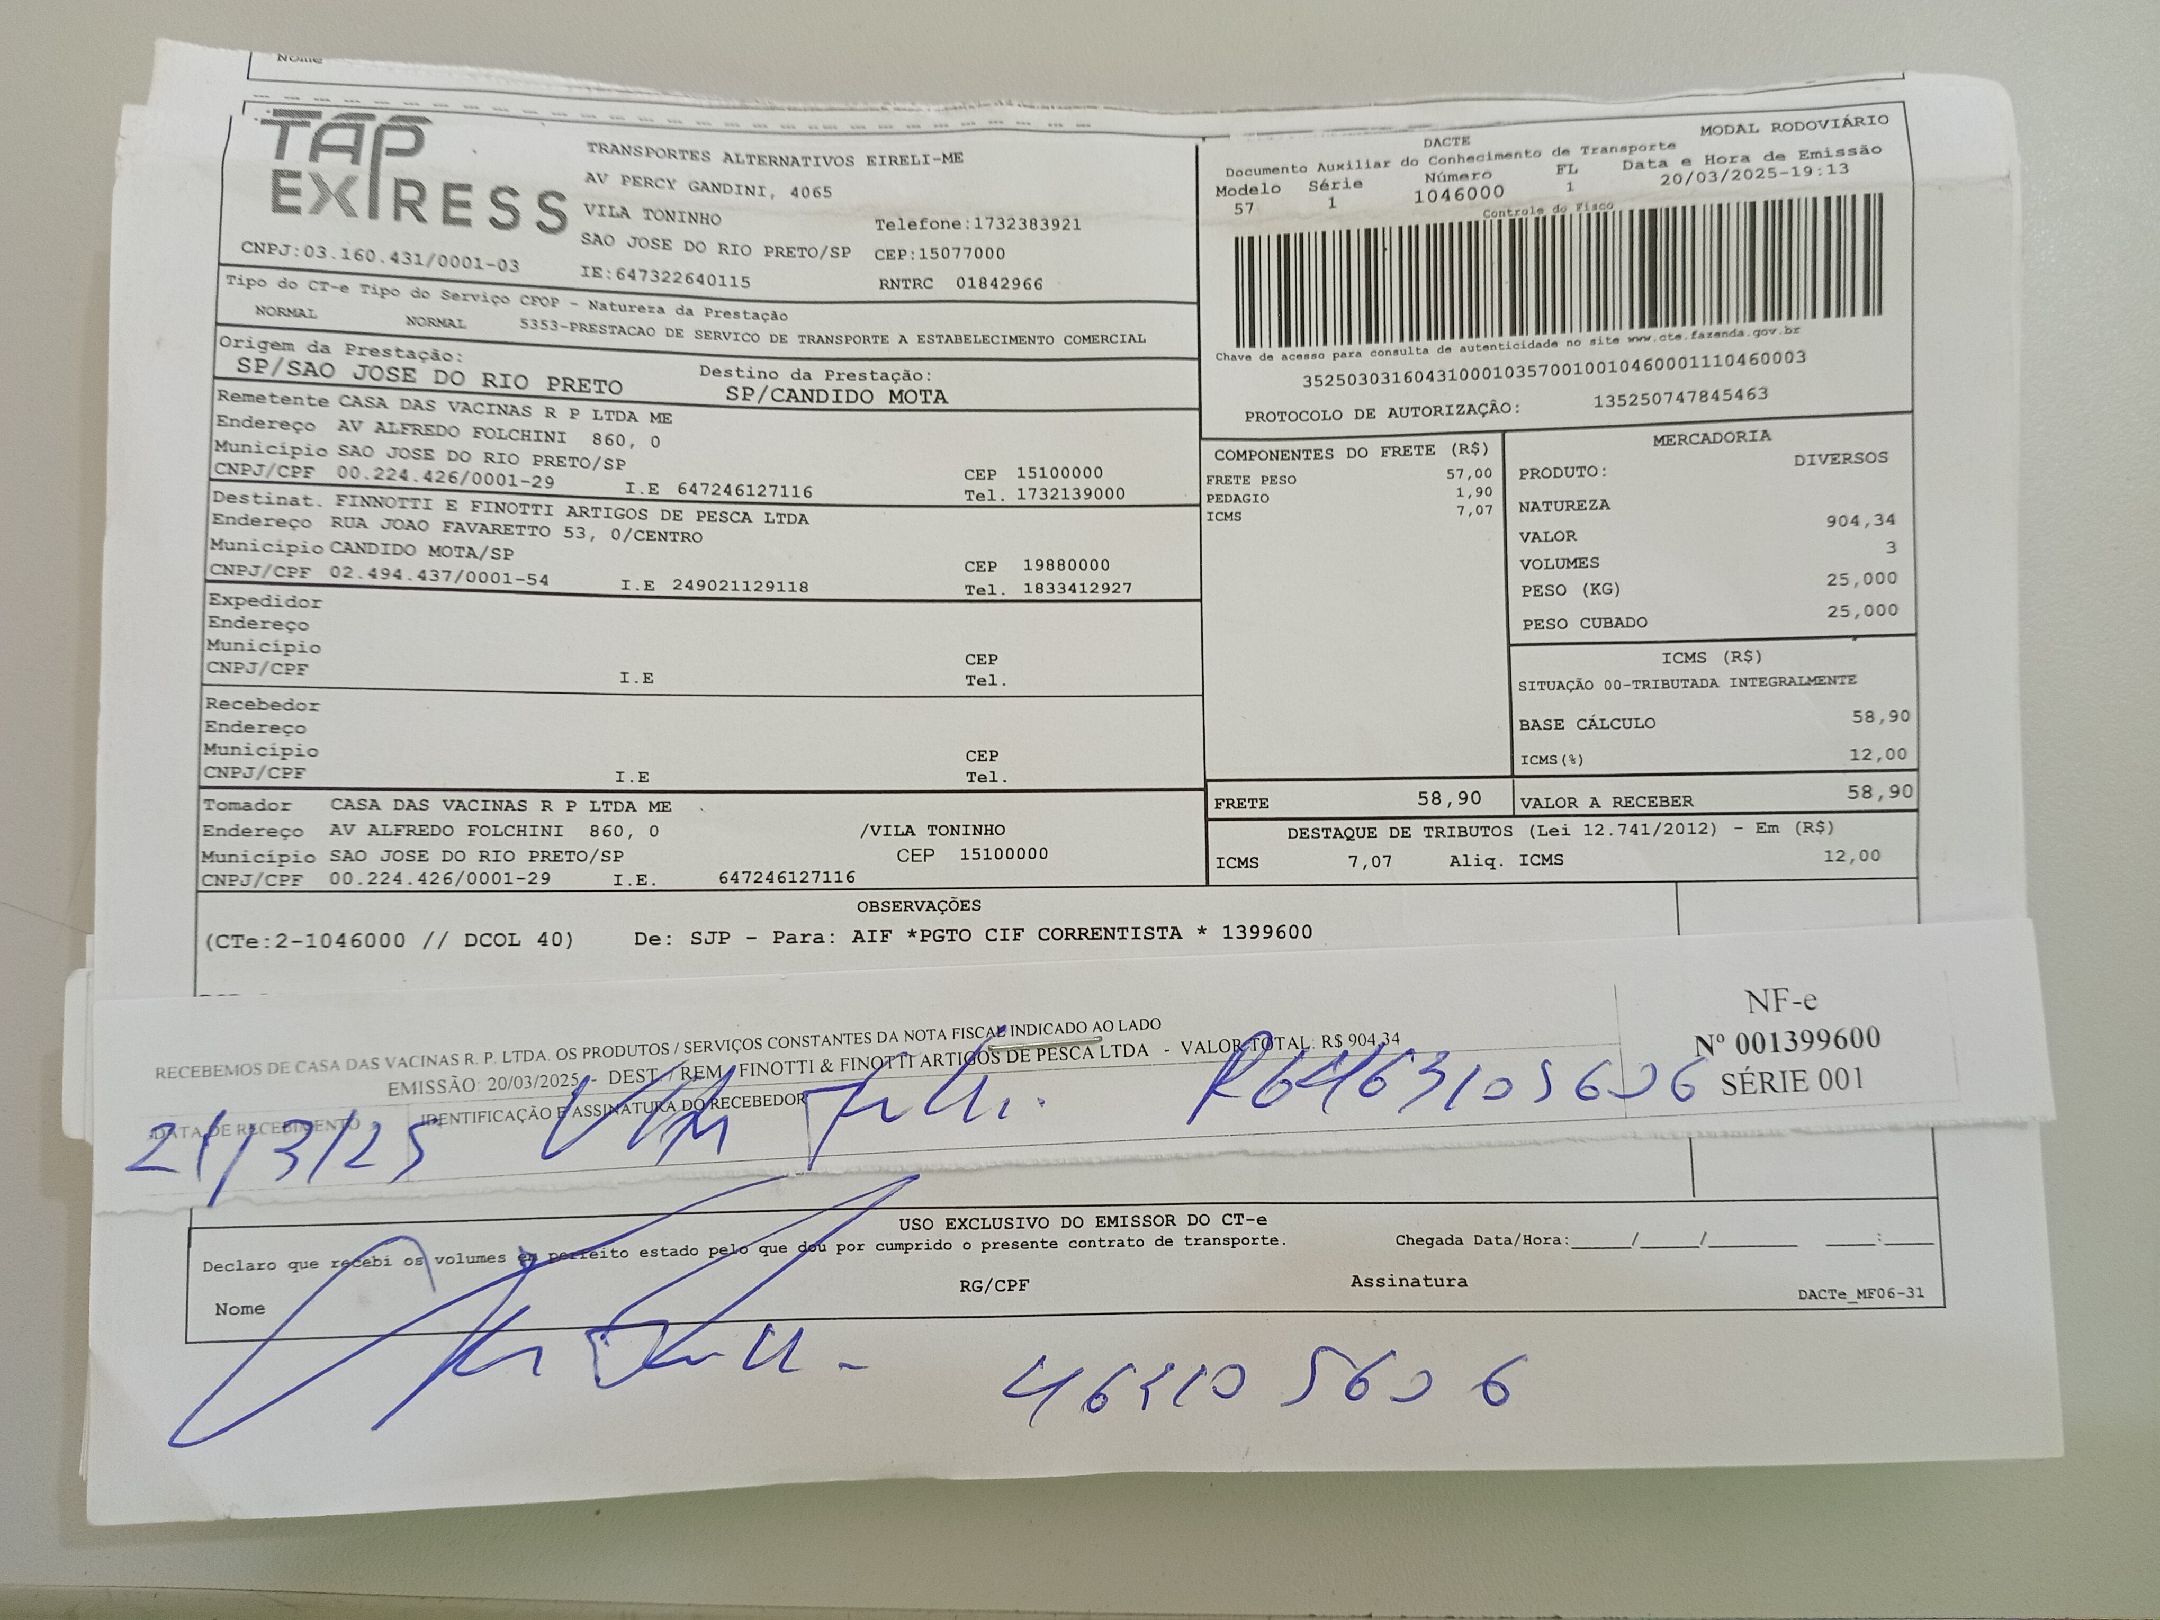 Nome
TAP
EXPRESS
TRANSPORTES ALTERNATIVOS EIRELI-ME
AV PERCY GANDINI, 4065
VILA TONINHO
Telefone:1732383921
SAO JOSE DO RIO PRETO/SP CEP:15077000
CNPJ:03.160.431/0001-03 IE:647322640115 RNTRC 01842966
Tipo do CT-e Tipo do Serviço CFOP - Natureza da Prestação
NORMAL NORMAL 5353-PRESTACAO DE SERVICO DE TRANSPORTE A ESTABELECIMENTO COMERCIAL
Origem da Prestação: Destino da Prestação:
SP/SAO JOSE DO RIO PRETO SP/CANDIDO MOTA
Remetente CASA DAS VACINAS R P LTDA ME
Endereço AV ALFREDO FOLCHINI 860, 0
Município SAO JOSE DO RIO PRETO/SP CEP 15100000
CNPJ/CPF 00.224.426/0001-29 I.E 647246127116 Tel. 1732139000
Destinat. FINNOTTI E FINOTTI ARTIGOS DE PESCA LTDA
Endereço RUA JOAO FAVARETTO 53, 0/CENTRO
Município CANDIDO MOTA/SP CEP 19880000
CNPJ/CPF 02.494.437/0001-54 I.E 249021129118 Tel. 1833412927
Expedidor
Endereço
Município CEP
CNPJ/CPF I.E Tel.
Recebedor
Endereço
Município CEP
CNPJ/CPF I.E Tel.
Tomador CASA DAS VACINAS R P LTDA ME
Endereço AV ALFREDO FOLCHINI 860, 0 /VILA TONINHO
Município SAO JOSE DO RIO PRETO/SP CEP 15100000
CNPJ/CPF 00.224.426/0001-29 I.E. 647246127116
DACTE MODAL RODOVIÁRIO
Documento Auxiliar do Conhecimento de Transporte
Modelo Série Número FL Data e Hora de Emissão
57 1 1046000 1 20/03/2025-19:13
Controle do Fisco
Chave de acesso para consulta de autenticidade no site www.cte.fazenda.gov.br
35250303160431000103570010010460001110460003
PROTOCOLO DE AUTORIZAÇÃO: 135250747845463
COMPONENTES DO FRETE (R$)
FRETE PESO 57,00
PEDAGIO 1,90
ICMS 7,07
MERCADORIA
PRODUTO: DIVERSOS
NATUREZA
VALOR 904,34
VOLUMES 3
PESO (KG) 25,000
PESO CUBADO 25,000
ICMS (R$)
SITUAÇÃO 00-TRIBUTADA INTEGRALMENTE
BASE CÁLCULO 58,90
ICMS(%) 12,00
FRETE 58,90 VALOR A RECEBER 58,90
DESTAQUE DE TRIBUTOS (Lei 12.741/2012) - Em (R$)
ICMS 7,07 Aliq. ICMS 12,00
OBSERVAÇÕES
(CTe:2-1046000 // DCOL 40) De: SJP - Para: AIF *PGTO CIF CORRENTISTA * 1399600
RECEBEMOS DE CASA DAS VACINAS R. P. LTDA. OS PRODUTOS / SERVIÇOS CONSTANTES DA NOTA FISCAL INDICADO AO LADO
EMISSÃO: 20/03/2025 - DEST. / REM.: FINOTTI & FINOTTI ARTIGOS DE PESCA LTDA - VALOR TOTAL: R$ 904,34
DATA DE RECEBIMENTO IDENTIFICAÇÃO E ASSINATURA DO RECEBEDOR
NF-e
Nº 001399600
SÉRIE 001
21/3/25
USO EXCLUSIVO DO EMISSOR DO CT-e
Declaro que recebi os volumes em perfeito estado pelo que dou por cumprido o presente contrato de transporte. Chegada Data/Hora:____/____/________ ____:____
Nome RG/CPF Assinatura
DACTe_MF06-31
463105606